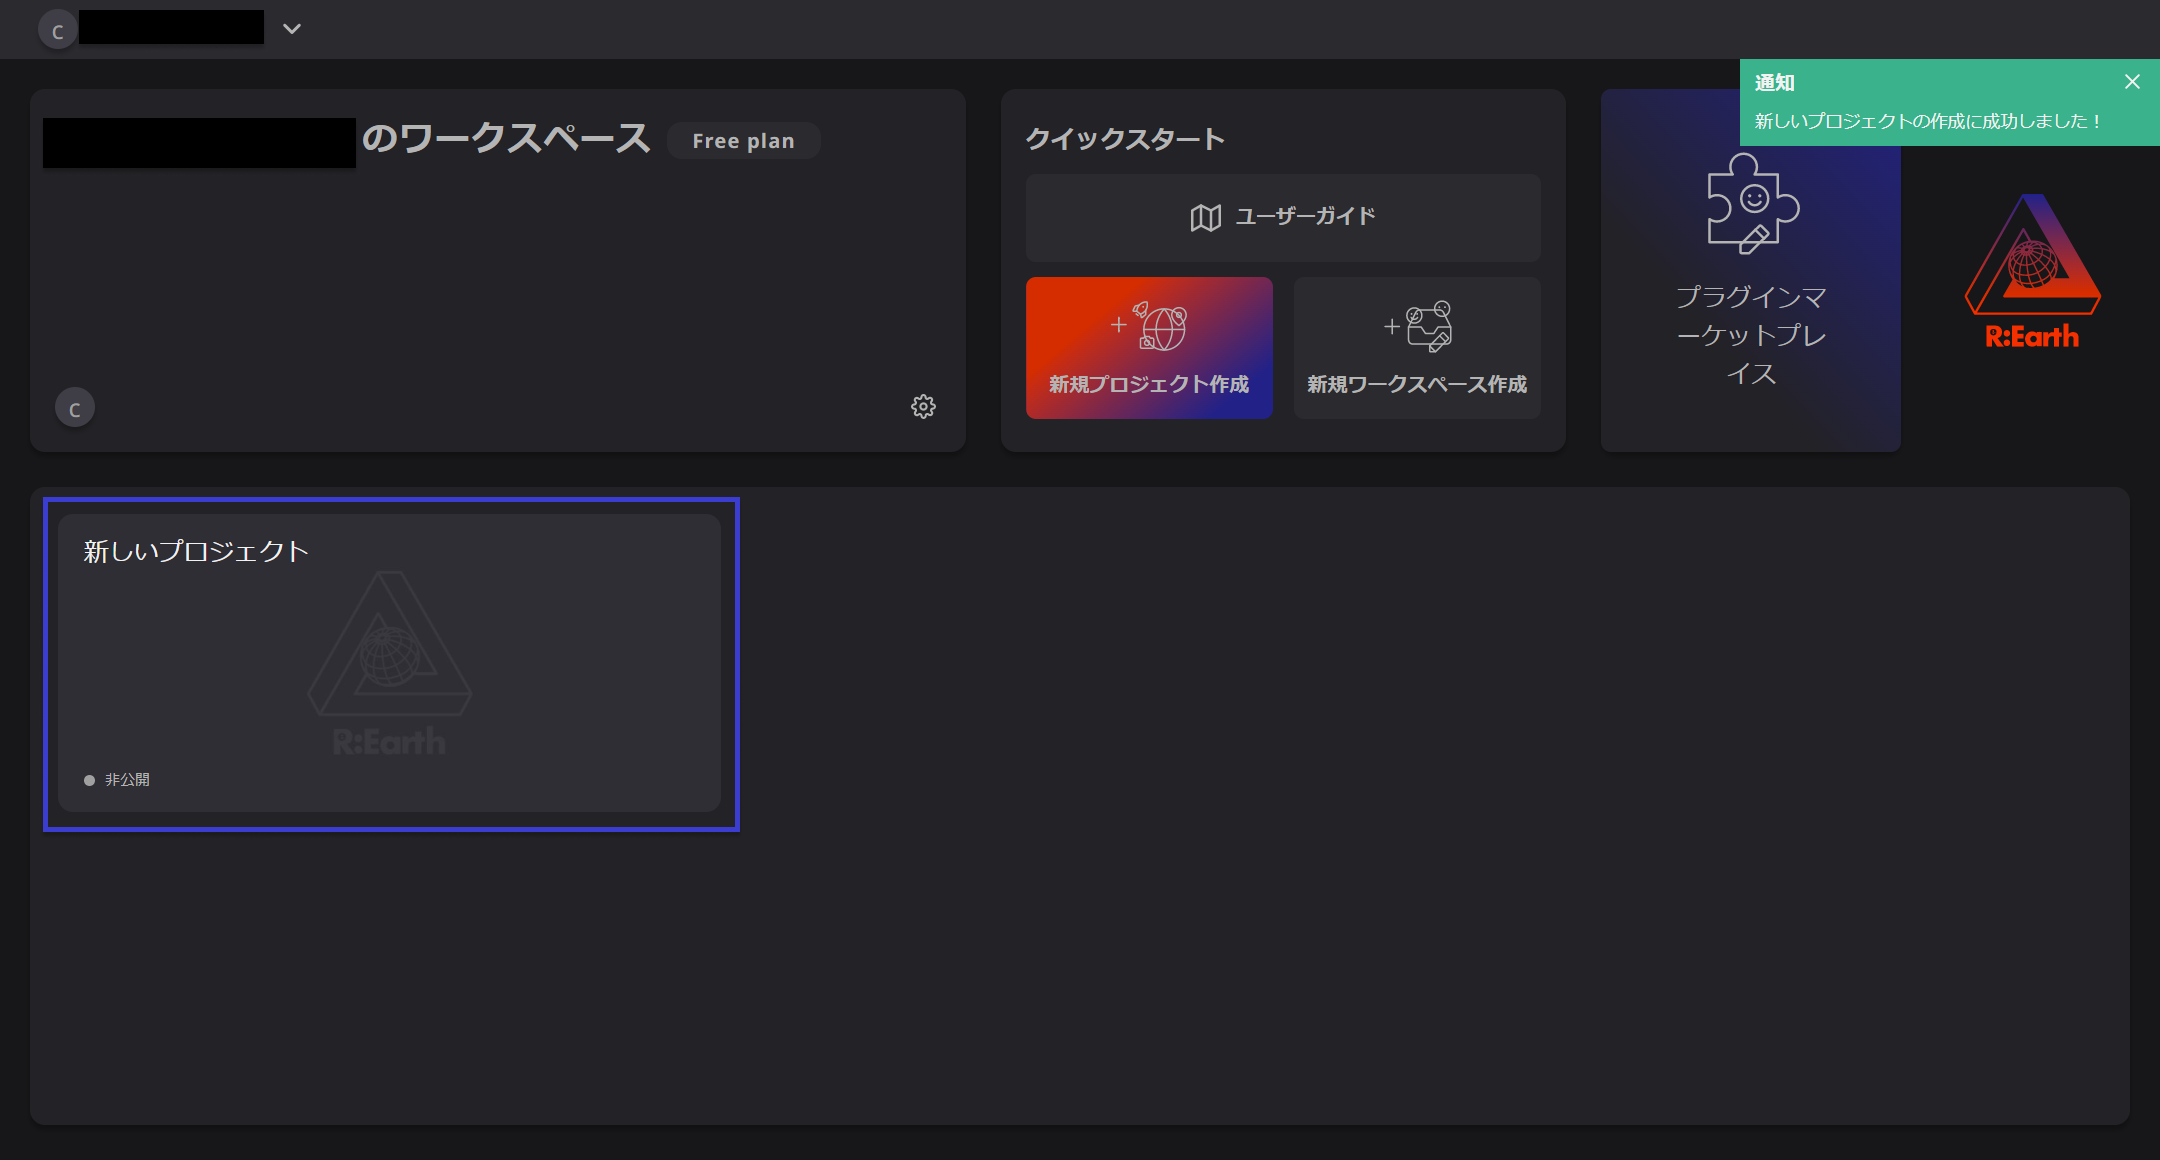 C
のワークスペース Free plan
C
クイックスタート
ユーザーガイド
新規プロジェクト作成
新規ワークスペース作成
プラグインマ
ーケットプレ
イス
通知
新しいプロジェクトの作成に成功しました！
R:Earth
新しいプロジェクト
R:Earth
非公開